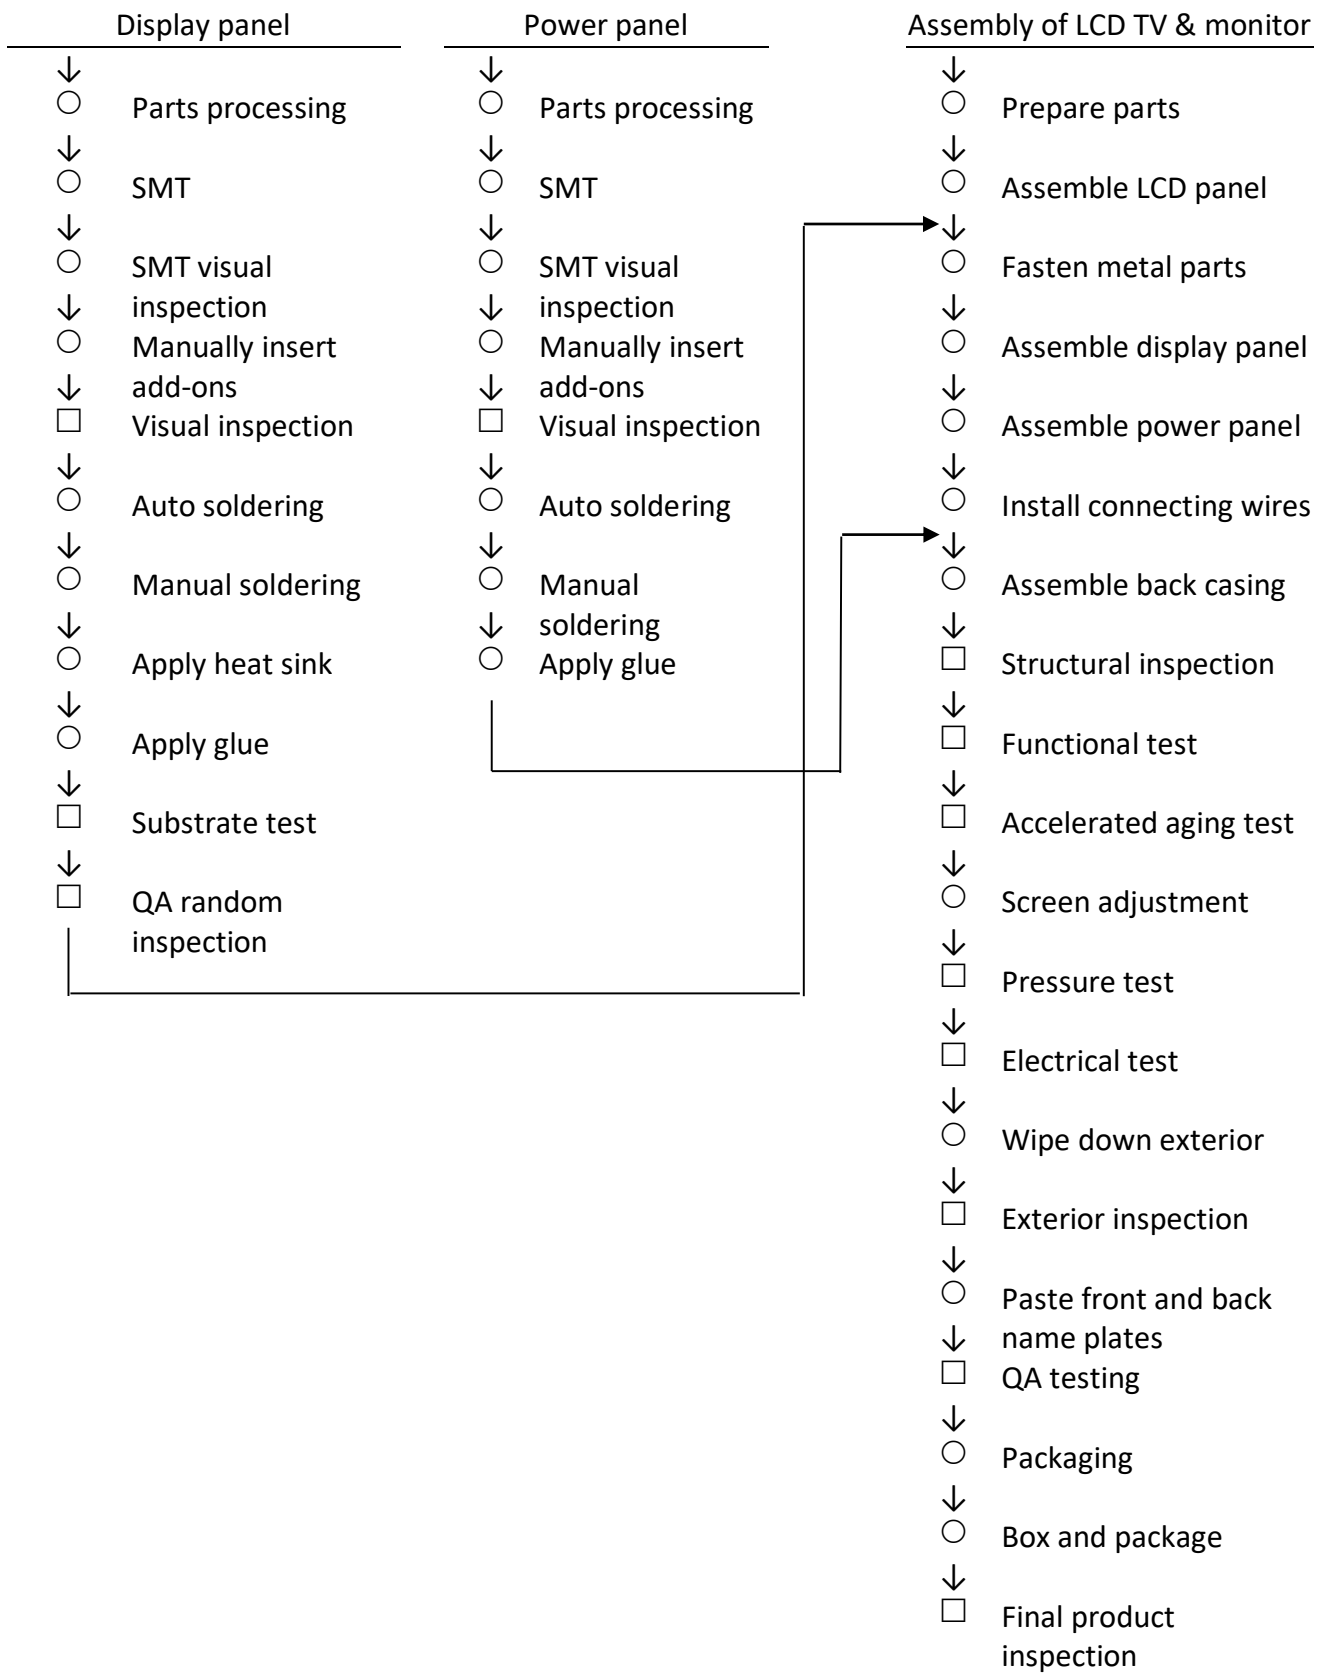 Display panel
Parts processing
SMT
SMT visual
inspection
Manually insert
add-ons
Visual inspection
Auto soldering
Manual soldering
Apply heat sink
Apply glue
Substrate test
QA random
inspection
Power panel
Parts processing
SMT
SMT visual
inspection
Manually insert
add-ons
Visual inspection
Auto soldering
Manual
soldering
Apply glue
Assembly of LCD TV & monitor
Prepare parts
Assemble LCD panel
Fasten metal parts
Assemble display panel
Assemble power panel
Install connecting wires
Assemble back casing
Structural inspection
Functional test
Accelerated aging test
Screen adjustment
Pressure test
Electrical test
Wipe down exterior
Exterior inspection
Paste front and back
name plates
QA testing
Packaging
Box and package
Final product
inspection